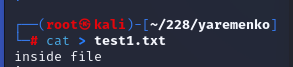 ┌──(root㉿kali)-[~/228/yaremenko]
└─# cat > test1.txt
inside file